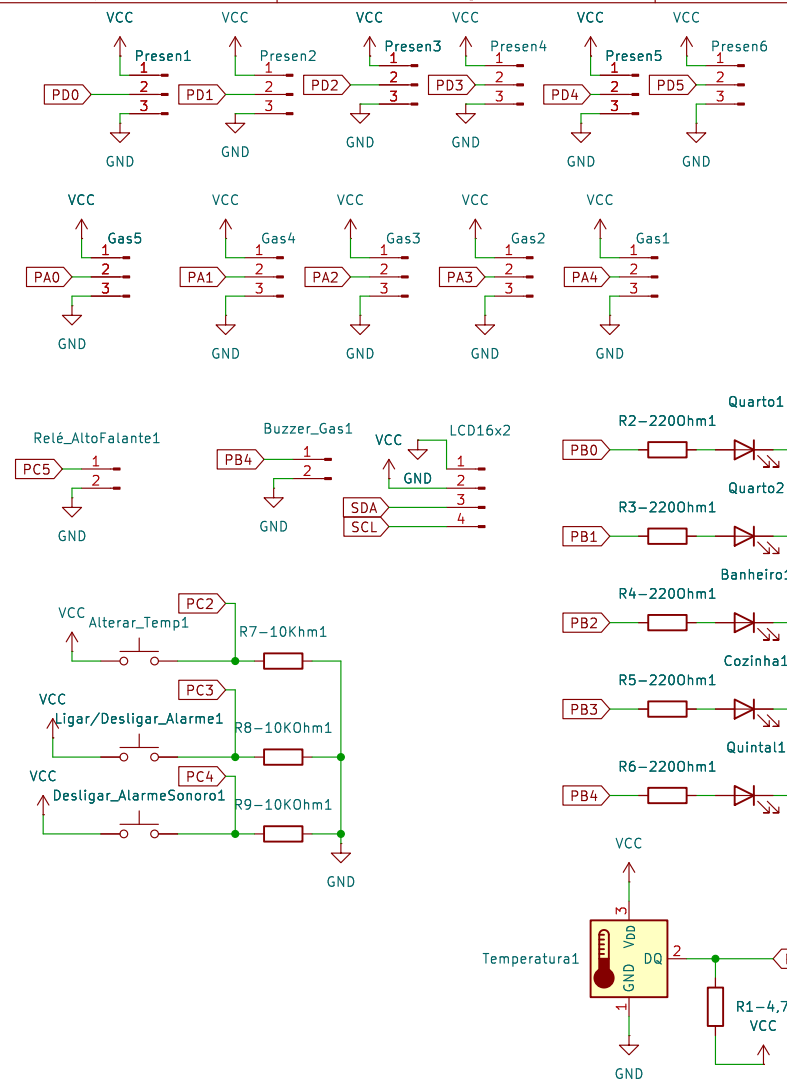 VCC VCC VCC VCC VCC VCC
Presen1 Presen2 Presen3 Presen4 Presen5 Presen6
1 1 1 1 1 1
PD0 2 PD1 2 PD2 2 PD3 2 PD4 2 PD5 2
3 3 3 3 3 3
GND GND GND GND GND GND
VCC VCC VCC VCC VCC
Gas5 Gas4 Gas3 Gas2 Gas1
1 1 1 1 1
PA0 2 PA1 2 PA2 2 PA3 2 PA4 2
3 3 3 3 3
GND GND GND GND GND
Relé_AltoFalante1
PC5 1
2
GND
Buzzer_Gas1
PB4 1
2
GND
LCD16x2
VCC
GND
1
2
SDA 3
SCL 4
Quarto1
R2-220Ohm1
PB0
Quarto2
R3-220Ohm1
PB1
Banheiro1
R4-220Ohm1
PB2
Cozinha1
R5-220Ohm1
PB3
Quintal1
R6-220Ohm1
PB4
PC2
VCC Alterar_Temp1 R7-10Khm1
PC3
VCC
Ligar/Desligar_Alarme1 R8-10KOhm1
PC4
VCC
Desligar_AlarmeSonoro1 R9-10KOhm1
GND
VCC
3
VDD
Temperatura1 DQ 2
GND
1
R1-4,7
VCC
GND